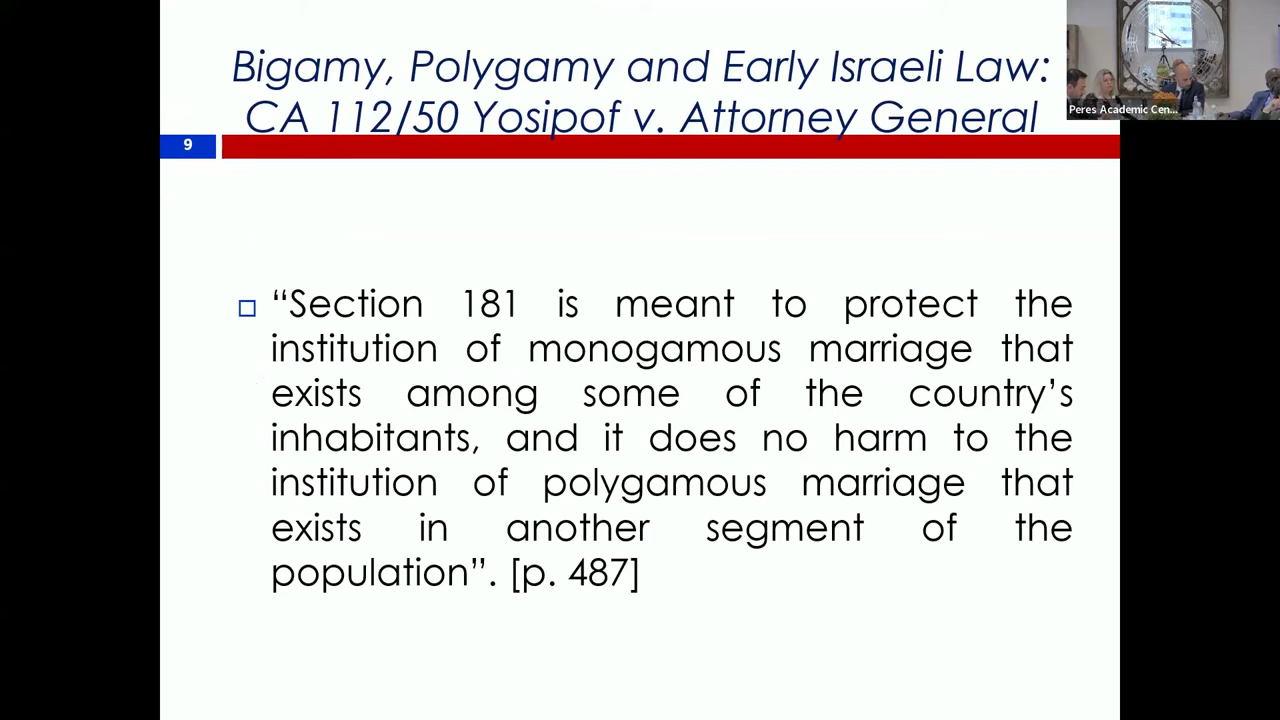 Bigamy, Polygamy and Early Israeli Law:
CA 112/50 Yosipof v. Attorney General
9
“Section 181 is meant to protect the
institution of monogamous marriage that
exists among some of the country’s
inhabitants, and it does no harm to the
institution of polygamous marriage that
exists in another segment of the
population”. [p. 487]
Peres Academic Cen...